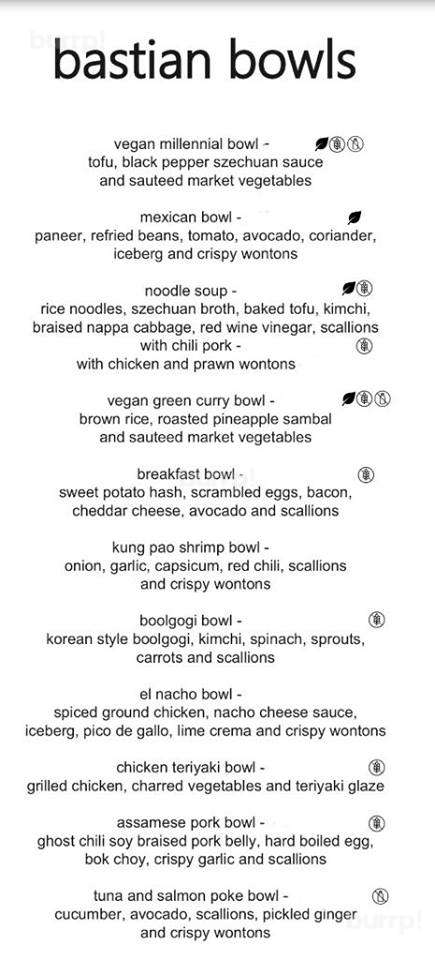 burrp!
bastian bowls
vegan millennial bowl -
tofu, black pepper szechuan sauce
and sauteed market vegetables
mexican bowl -
paneer, refried beans, tomato, avocado, coriander,
iceberg and crispy wontons
noodle soup -
rice noodles, szechuan broth, baked tofu, kimchi,
braised nappa cabbage, red wine vinegar, scallions
with chili pork -
with chicken and prawn wontons
vegan green curry bowl -
brown rice, roasted pineapple sambal
and sauteed market vegetables
breakfast bowl -
sweet potato hash, scrambled eggs, bacon,
cheddar cheese, avocado and scallions
kung pao shrimp bowl -
onion, garlic, capsicum, red chili, scallions
and crispy wontons
boolgogi bowl -
korean style boolgogi, kimchi, spinach, sprouts,
carrots and scallions
el nacho bowl -
spiced ground chicken, nacho cheese sauce,
iceberg, pico de gallo, lime crema and crispy wontons
chicken teriyaki bowl -
grilled chicken, charred vegetables and teriyaki glaze
assamese pork bowl -
ghost chili soy braised pork belly, hard boiled egg,
bok choy, crispy garlic and scallions
tuna and salmon poke bowl -
cucumber, avocado, scallions, pickled ginger
and crispy wontons
burrp!